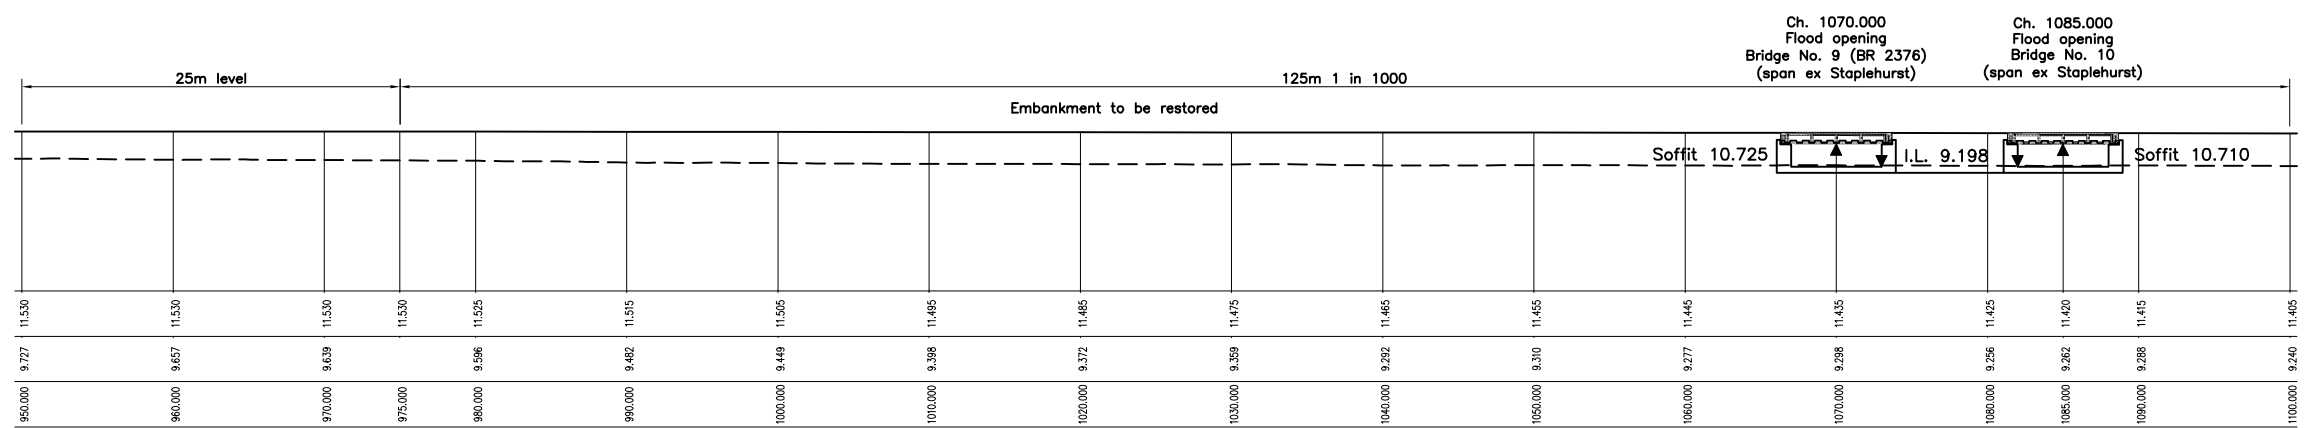 Ch. 1070.000
Flood opening
Bridge No. 9 (BR 2376)
(span ex Staplehurst)
Ch. 1085.000
Flood opening
Bridge No. 10
(span ex Staplehurst)
25m level
125m 1 in 1000
Embankment to be restored
Soffit 10.725
I.L. 9.198
Soffit 10.710
11.530 11.530 11.530 11.530 11.525 11.515 11.505 11.495 11.485 11.475 11.465 11.455 11.445 11.435 11.425 11.420 11.415 11.405
9.727 9.657 9.639 9.596 9.482 9.449 9.398 9.372 9.359 9.292 9.310 9.277 9.298 9.256 9.262 9.288 9.240
950.000 960.000 970.000 975.000 980.000 990.000 1000.000 1010.000 1020.000 1030.000 1040.000 1050.000 1060.000 1070.000 1080.000 1085.000 1090.000 1100.000